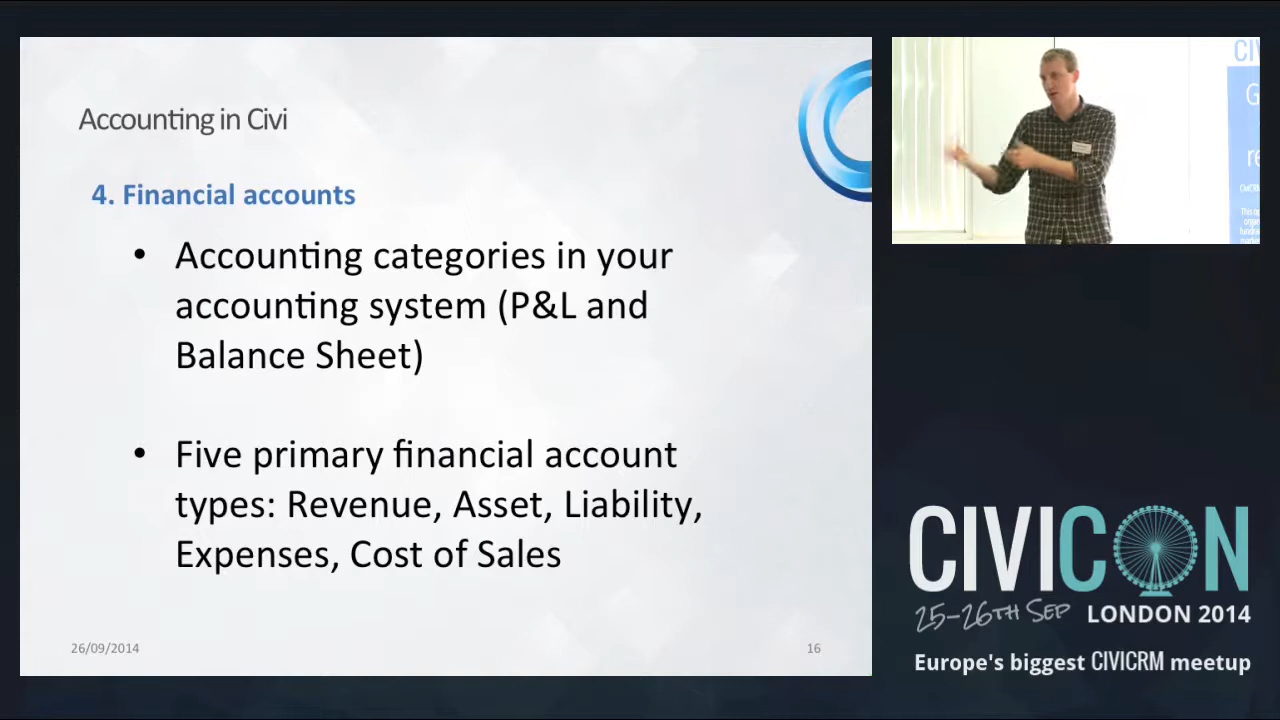 Accounting in Civi
4. Financial accounts
• Accounting categories in your
accounting system (P&L and
Balance Sheet)
• Five primary financial account
types: Revenue, Asset, Liability,
Expenses, Cost of Sales
26/09/2014
16
CIVICON
25-26TH SEP LONDON 2014
Europe's biggest CIVICRM meetup